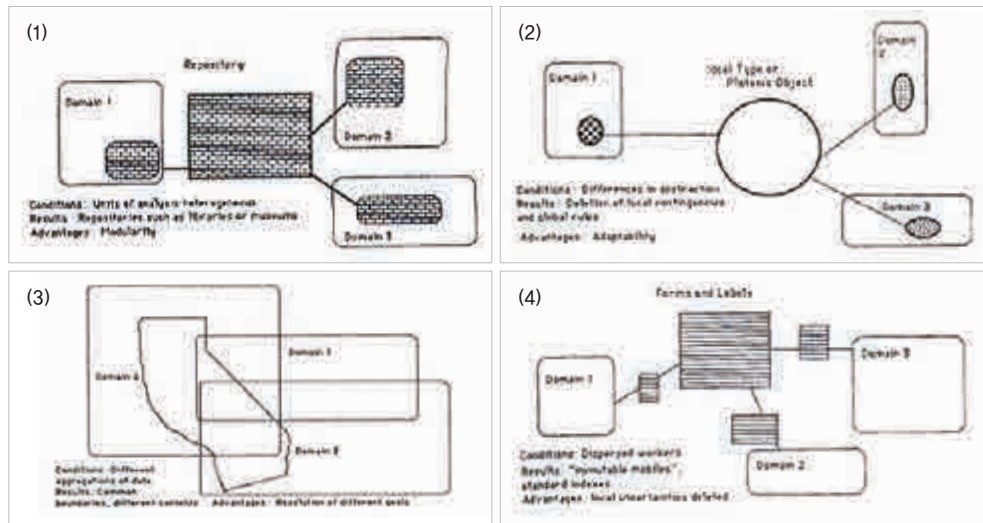 (1)
Repository
Domain 1
Domain 2
Domain 3
Conditions: Units of analysis heterogeneous
Results: Repositories such as libraries or museums
Advantages: Modularity
(2)
Ideal Type or
Platonic Object
Domain 1
Domain
2
Domain 3
Conditions: Differences in abstraction
Results: Deletion of local contingencies
and global rules
Advantages: Adaptability
(3)
Domain 1
Domain
Domain
Conditions: Different
aggregations of data
Results: Common
boundaries, different contents Advantages: Resolution of different goals
(4)
Forms and Labels
Domain 1
Domain 3
Domain 2
Conditions: Dispersed workers
Results: "immutable mobiles",
standard indexes
Advantages: local uncertainties deleted